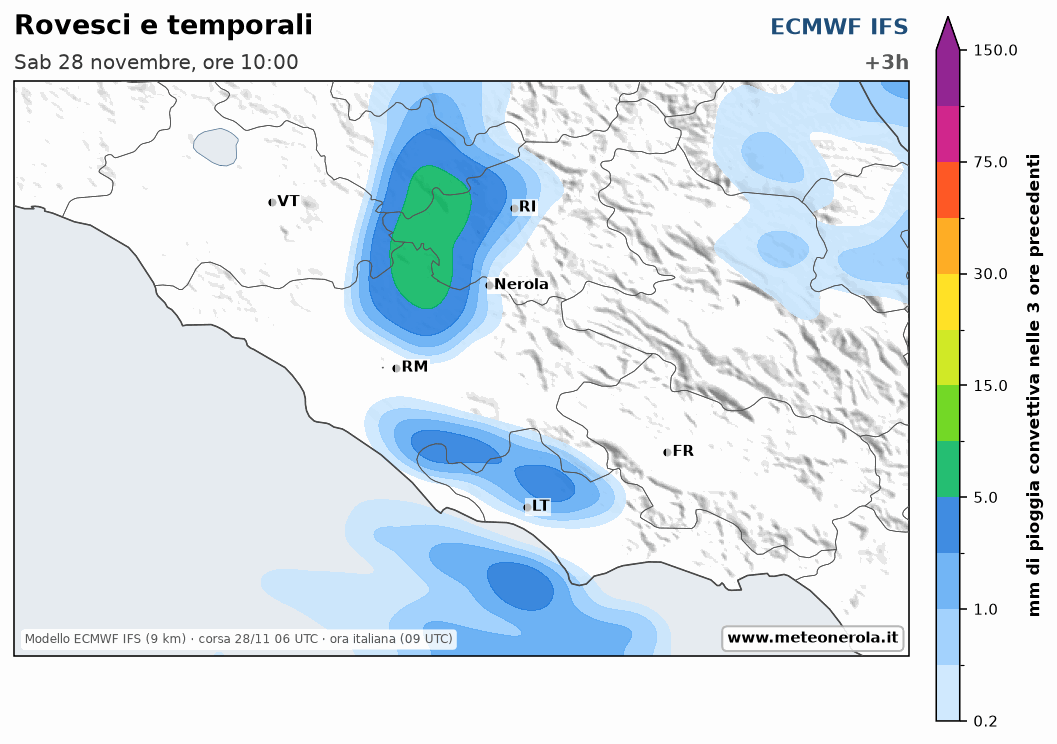 Rovesci e temporali
ECMWF IFS
Sab 28 novembre, ore 10:00
+3h
VT
RI
Nerola
RM
FR
LT
Modello ECMWF IFS (9 km) · corsa 28/11 06 UTC · ora italiana (09 UTC)
www.meteonerola.it
150.0
75.0
30.0
15.0
5.0
1.0
0.2
mm di pioggia convettiva nelle 3 ore precedenti